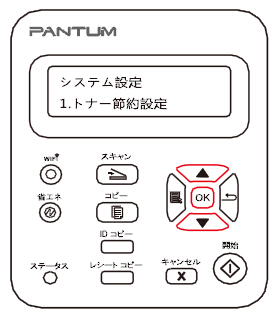 PANTUM
システム設定
1.トナー節約設定
WiFi
スキャン
省エネ
コピー
OK
ID コピー
開始
ステータス
レシートコピー
キャンセル